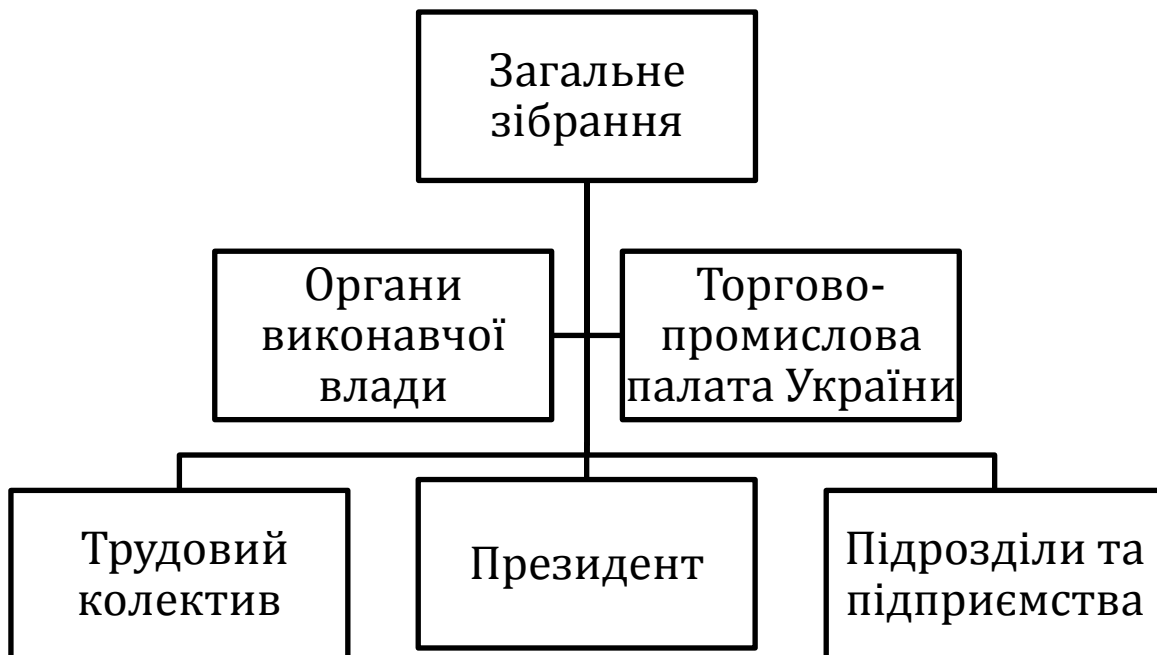 Загальне
зібрання
Органи
виконавчої
влади
Торгово-
промислова
палата України
Трудовий
колектив
Президент
Підрозділи та
підприємства